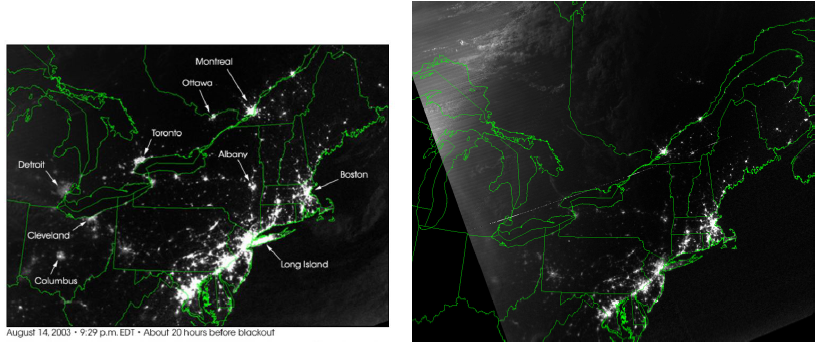 Montreal
Ottawa
Toronto
Detroit
Albany
Boston
Cleveland
Long Island
Columbus
August 14, 2003 • 9:29 p.m. EDT • About 20 hours before blackout